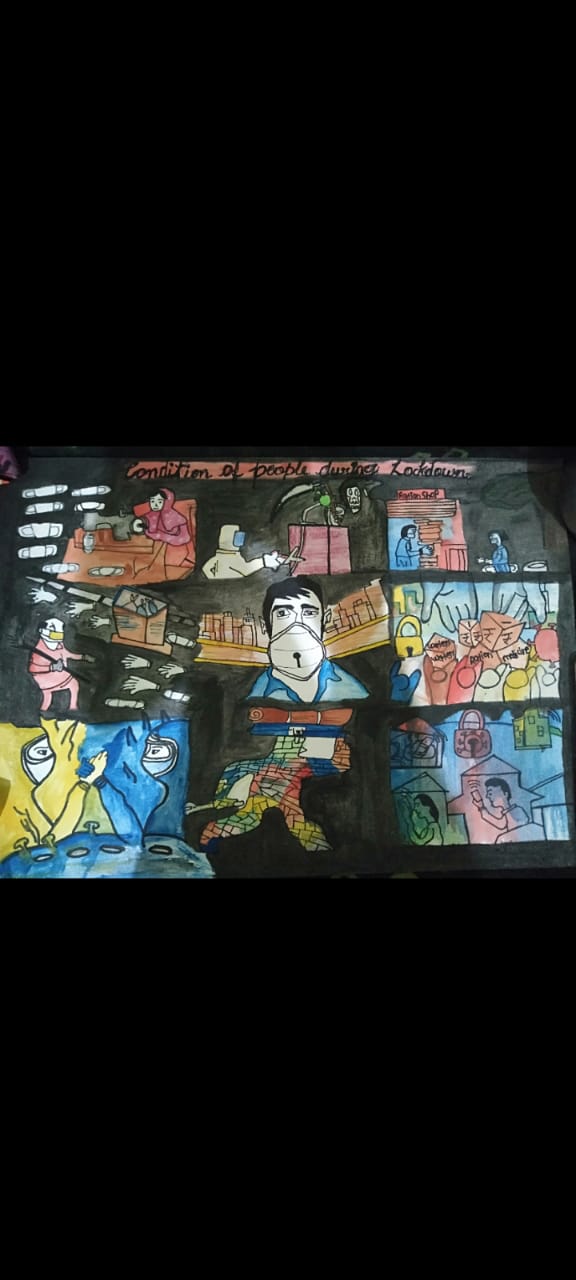 Condition of people during Lockdown.
Ration Shop
₹ ₹ ₹ ₹
Ration
medicine